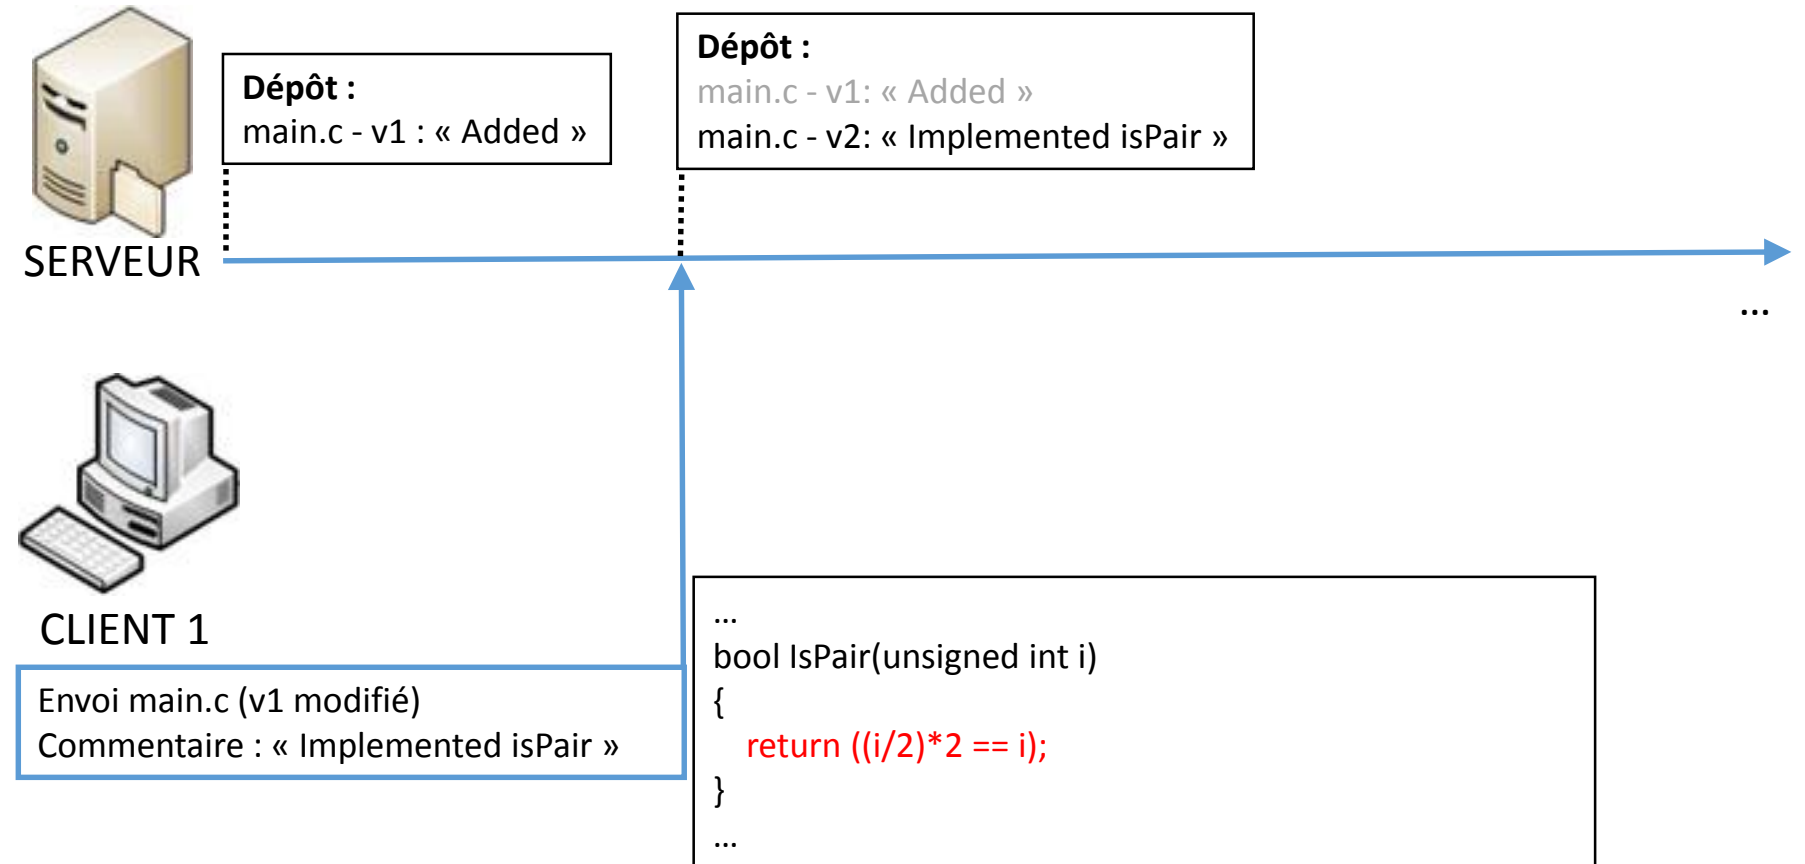 Dépôt :
main.c - v1 : « Added »
Dépôt :
main.c - v1: « Added »
main.c - v2: « Implemented isPair »
SERVEUR
...
CLIENT 1
Envoi main.c (v1 modifié)
Commentaire : « Implemented isPair »
...
bool IsPair(unsigned int i)
{
return ((i/2)*2 == i);
}
...